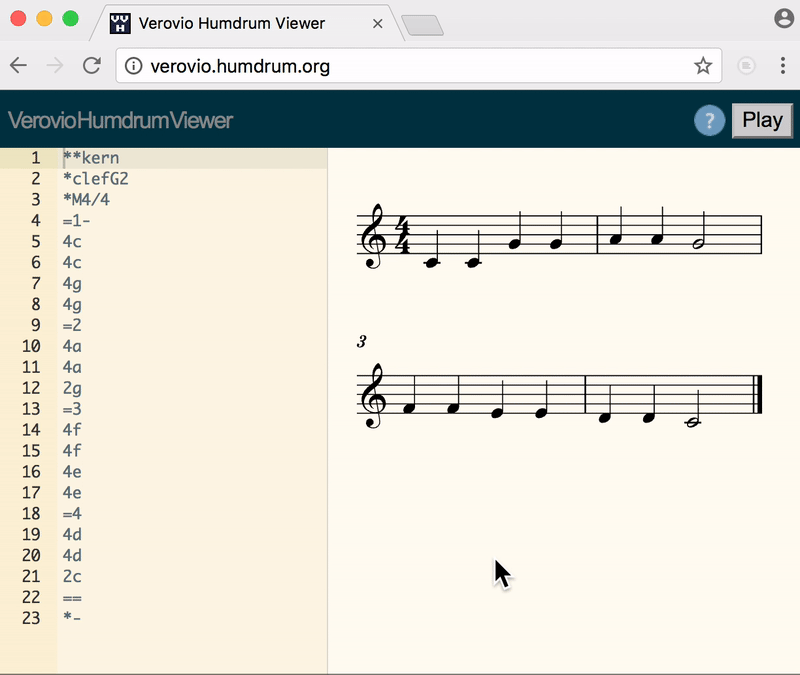 Verovio Humdrum Viewer
verovio.humdrum.org
VerovioHumdrumViewer
? Play
1 **kern
2 *clefG2
3 *M4/4
4 =1-
5 4c
6 4c
7 4g
8 4g
9 =2
10 4a
11 4a
12 2g
13 =3
14 4f
15 4f
16 4e
17 4e
18 =4
19 4d
20 4d
21 2c
22 ==
23 *-
4
4
3